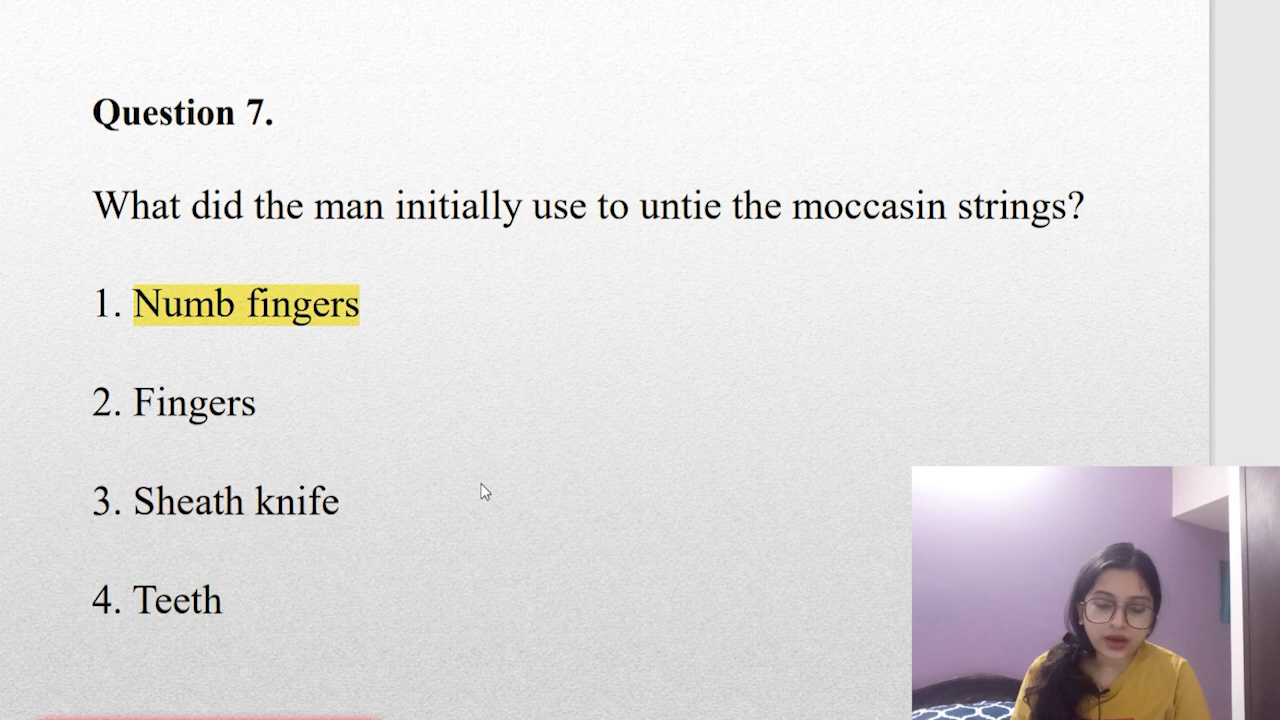 Question 7.
What did the man initially use to untie the moccasin strings?
1. Numb fingers
2. Fingers
3. Sheath knife
4. Teeth